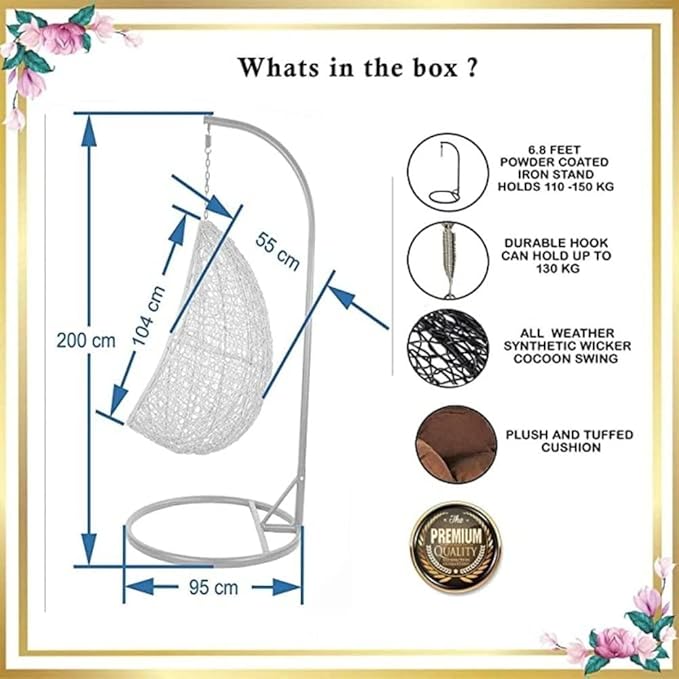 Whats in the box ?
200 cm
104 cm
55 cm
95 cm
6.8 FEET
POWDER COATED
IRON STAND
HOLDS 110 -150 KG
DURABLE HOOK
CAN HOLD UP TO
130 KG
ALL WEATHER
SYNTHETIC WICKER
COCOON SWING
PLUSH AND TUFTED
CUSHION
The
PREMIUM
QUALITY